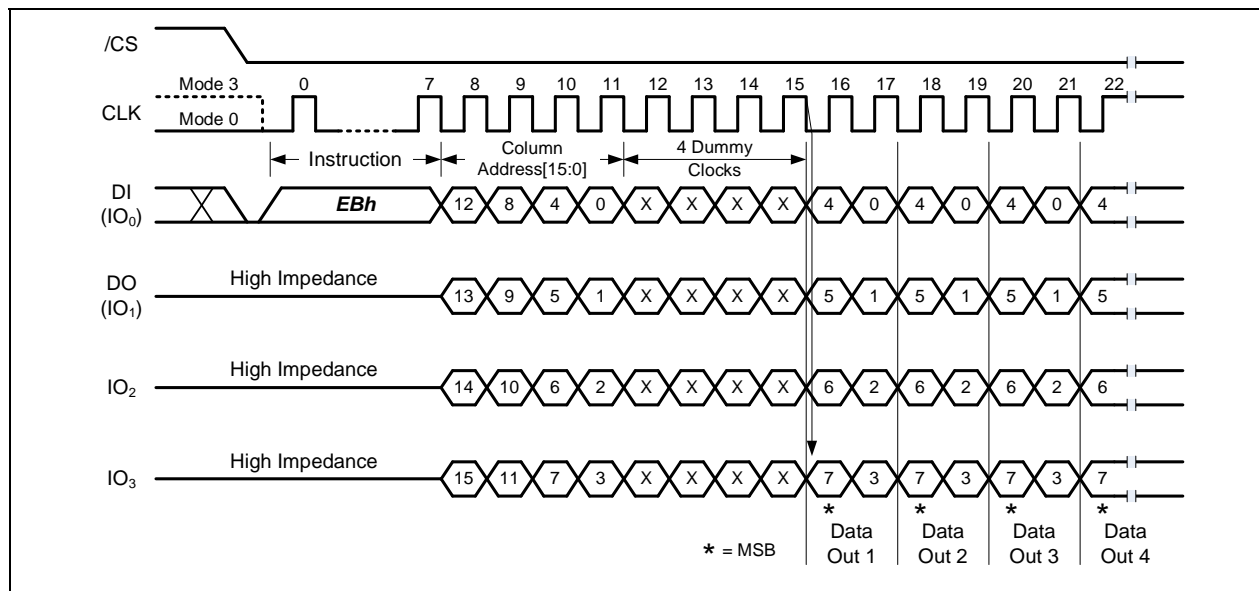 /CS
Mode 3 0 7 8 9 10 11 12 13 14 15 16 17 18 19 20 21 22
CLK
Mode 0
Instruction
Column
Address[15:0]
4 Dummy
Clocks
DI
(IO0)
EBh 12 8 4 0 X X X X 4 0 4 0 4 0 4
DO
(IO1)
High Impedance
13 9 5 1 X X X X 5 1 5 1 5 1 5
IO2
High Impedance
14 10 6 2 X X X X 6 2 6 2 6 2 6
IO3
High Impedance
15 11 7 3 X X X X 7 3 7 3 7 3 7
* * * *
* = MSB
Data
Out 1
Data
Out 2
Data
Out 3
Data
Out 4